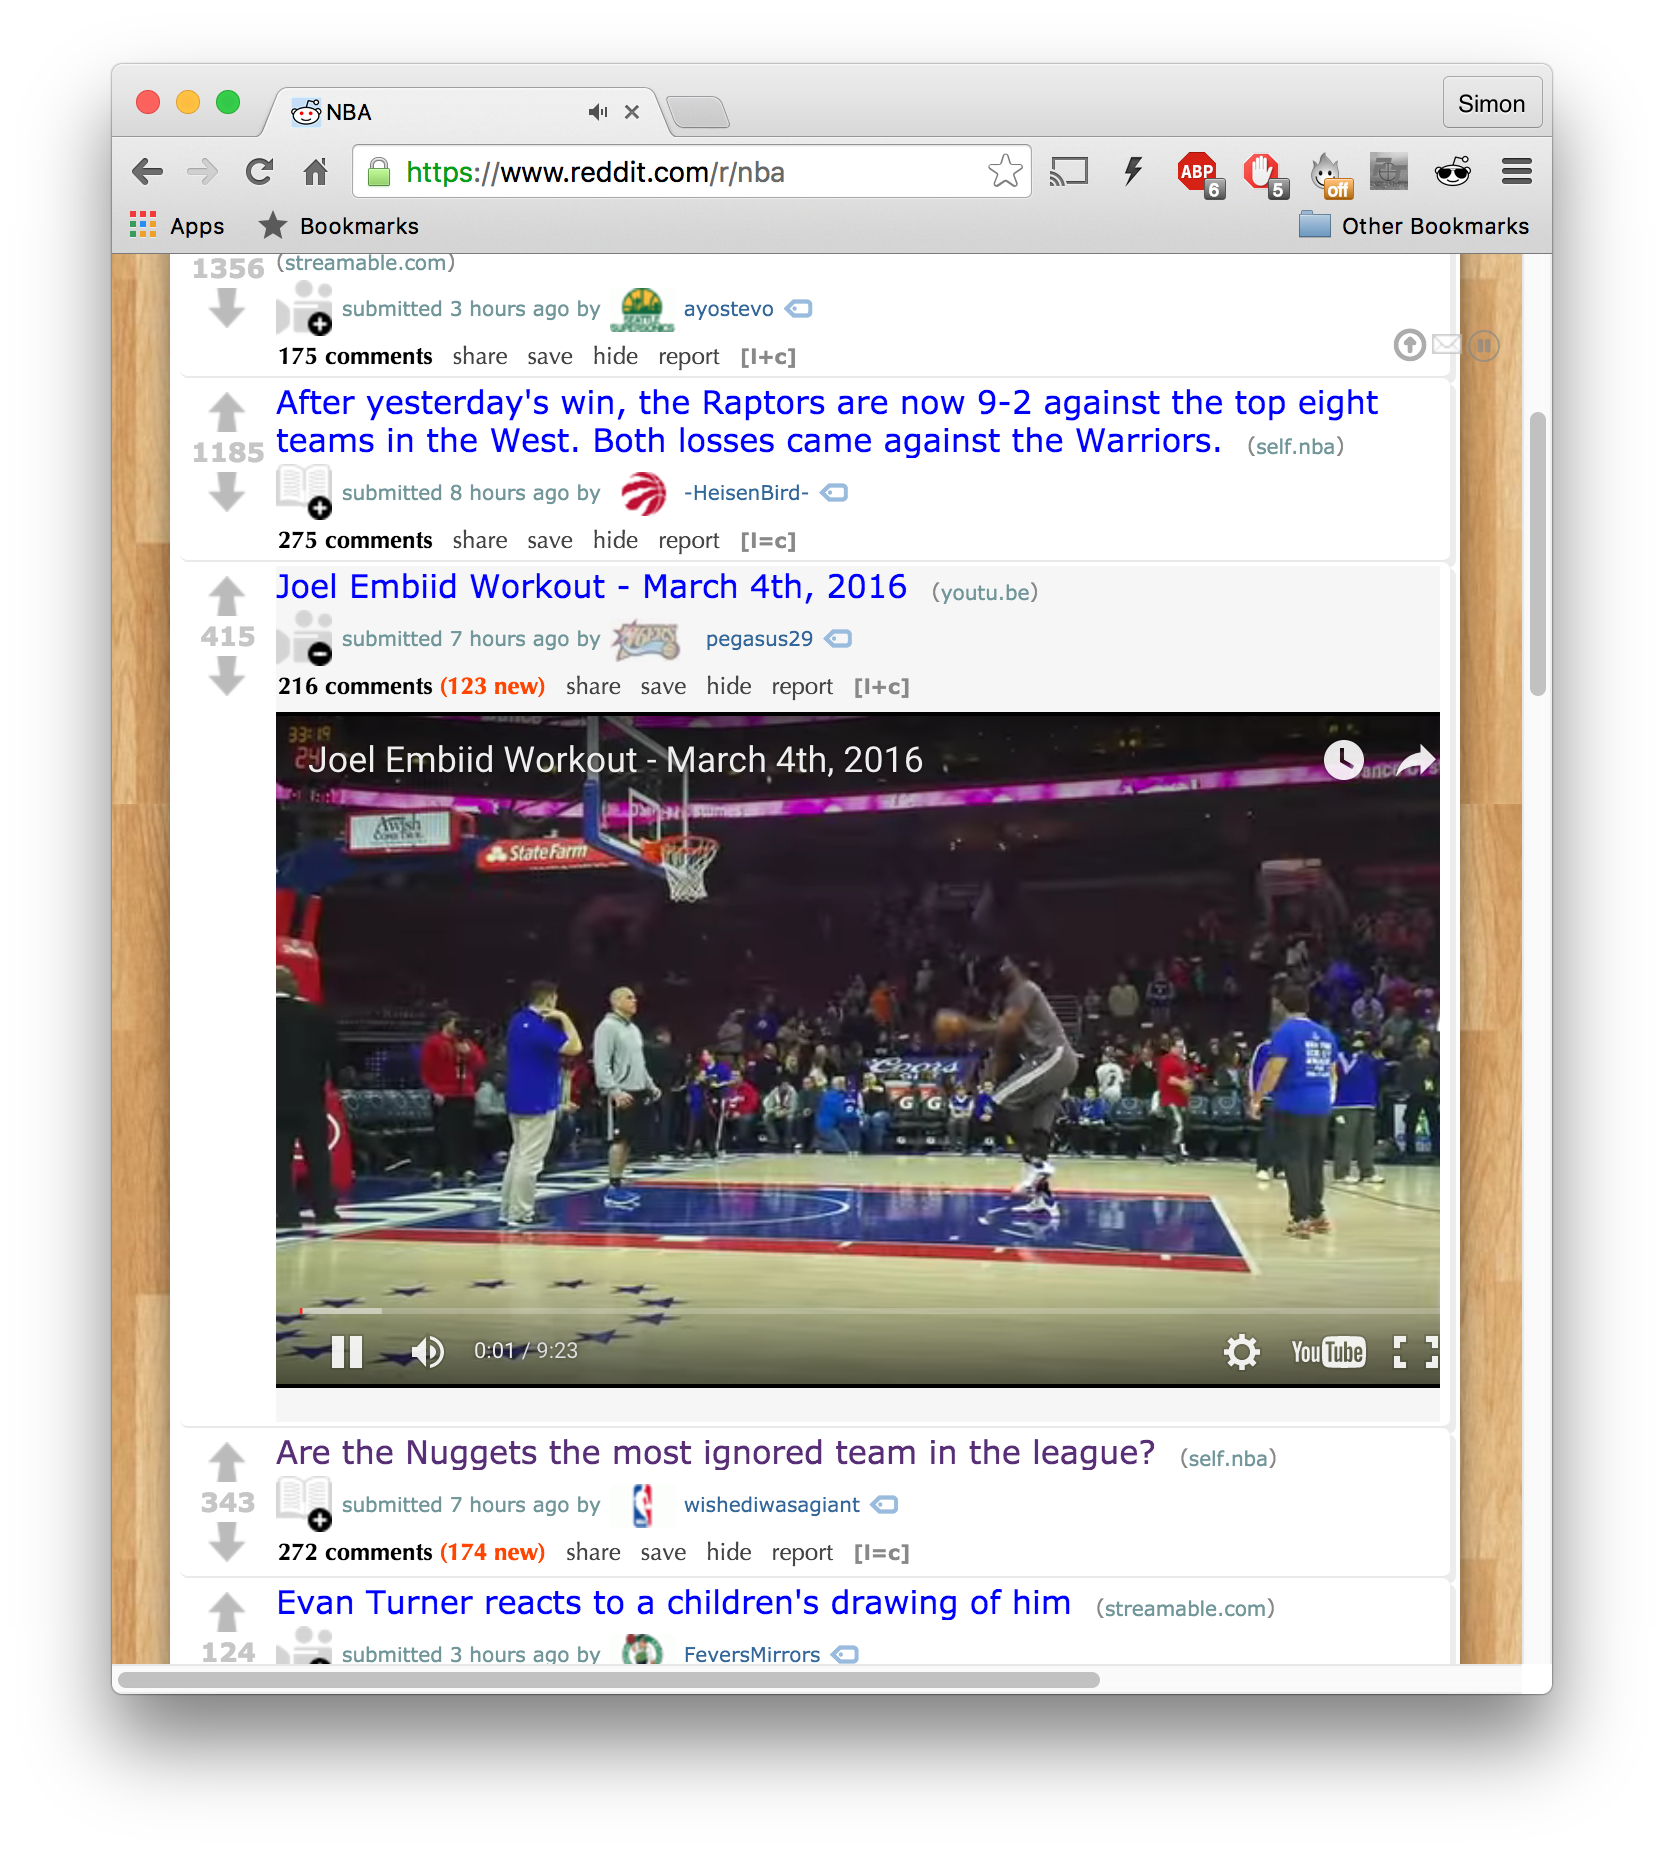 NBA
Simon
https://www.reddit.com/r/nba
ABP
6
5
off
Apps
Bookmarks
Other Bookmarks
1356
(streamable.com)
submitted 3 hours ago by
SEATTLE
SUPERSONICS
ayostevo
175 comments share save hide report [l+c]
After yesterday's win, the Raptors are now 9-2 against the top eight
teams in the West. Both losses came against the Warriors. (self.nba)
1185
submitted 8 hours ago by -HeisenBird-
275 comments share save hide report [l=c]
Joel Embiid Workout - March 4th, 2016 (youtu.be)
415
submitted 7 hours ago by
pegasus29
216 comments (123 new) share save hide report [l+c]
33:19
24
Joel Embiid Workout - March 4th, 2016
StateFarm
Coors
G G
0:01 / 9:23
YouTube
Are the Nuggets the most ignored team in the league? (self.nba)
343
submitted 7 hours ago by wishediwasagiant
272 comments (174 new) share save hide report [l=c]
Evan Turner reacts to a children's drawing of him (streamable.com)
124
submitted 3 hours ago by FeversMirrors